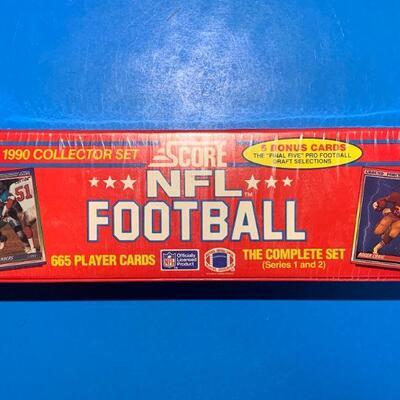 1990 COLLECTOR SET
SCORE
NFL
FOOTBALL
5 BONUS CARDS
THE "FINAL FIVE" PRO FOOTBALL
DRAFT SELECTIONS
51
665 PLAYER CARDS
NFL
Officially
Licensed
Product
THE COMPLETE SET
(Series 1 and 2)